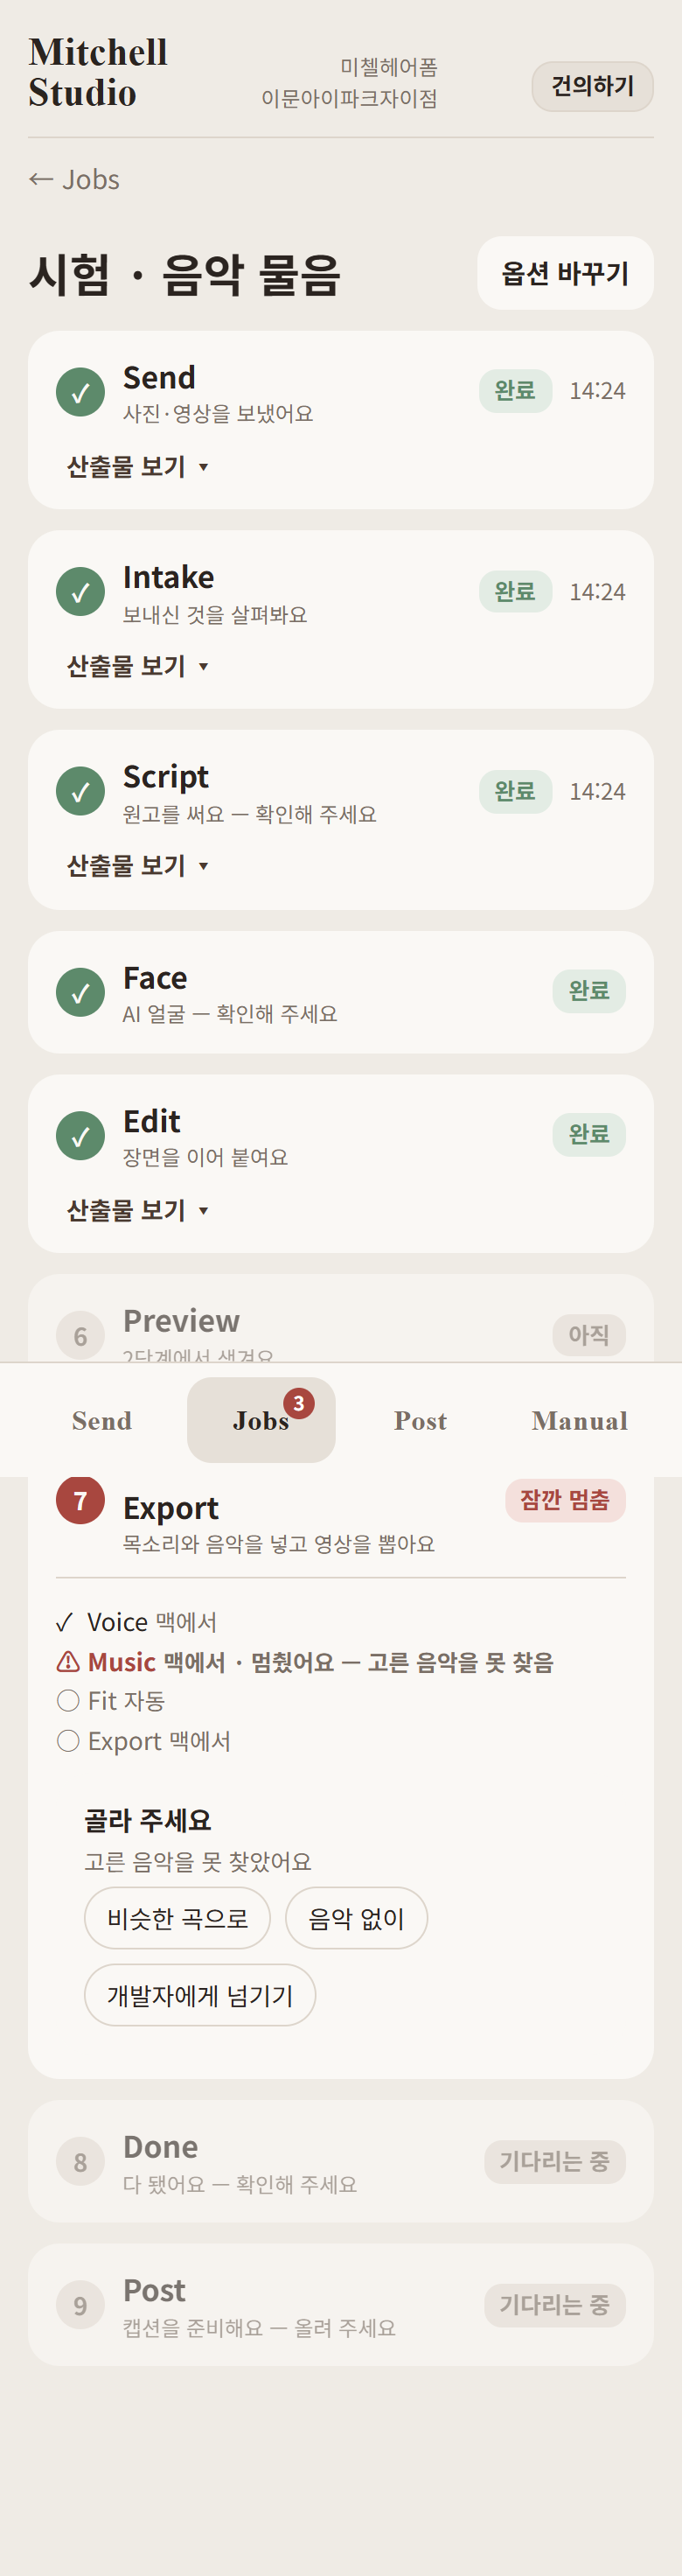 Mitchell
Studio
미첼헤어폼
이문아이파크자이점
건의하기
← Jobs
시험 · 음악 물음
옵션 바꾸기
✓ Send
완료 14:24
사진·영상을 보냈어요
산출물 보기 ▾
✓ Intake
완료 14:24
보내신 것을 살펴봐요
산출물 보기 ▾
✓ Script
완료 14:24
원고를 써요 — 확인해 주세요
산출물 보기 ▾
✓ Face
완료
AI 얼굴 — 확인해 주세요
✓ Edit
완료
장면을 이어 붙여요
산출물 보기 ▾
6 Preview
아직
2단계에서 생겨요
Send
Jobs 3
Post
Manual
7 Export
잠깐 멈춤
목소리와 음악을 넣고 영상을 뽑아요
✓ Voice 맥에서
⚠ Music 맥에서 · 멈췄어요 — 고른 음악을 못 찾음
○ Fit 자동
○ Export 맥에서
골라 주세요
고른 음악을 못 찾았어요
비슷한 곡으로
음악 없이
개발자에게 넘기기
8 Done
기다리는 중
다 됐어요 — 확인해 주세요
9 Post
기다리는 중
캡션을 준비해요 — 올려 주세요